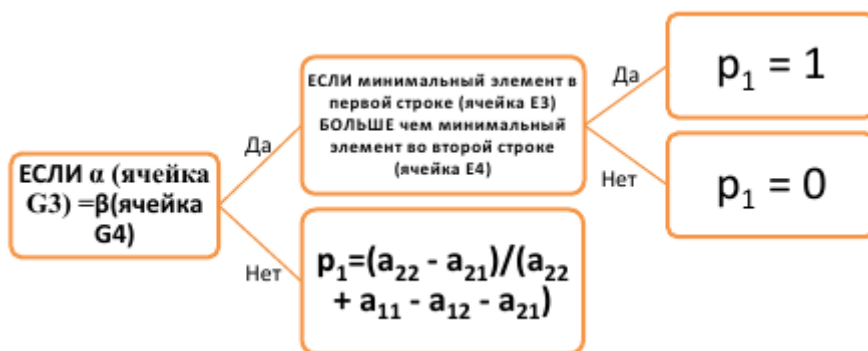 ЕСЛИ α (ячейка
G3) =β(ячейка
G4)
Да
Нет
ЕСЛИ минимальный элемент в
первой строке (ячейка E3)
БОЛЬШЕ чем минимальный
элемент во второй строке
(ячейка E4)
Да
Нет
p₁ = 1
p₁ = 0
p₁=(a₂₂ - a₂₁)/(a₂₂
+ a₁₁ - a₁₂ - a₂₁)